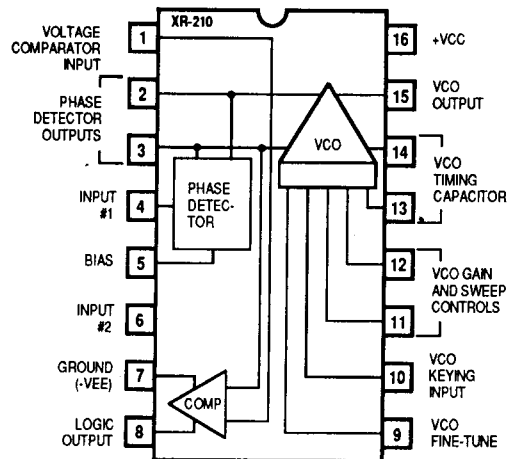 XR-210
VOLTAGE
COMPARATOR
INPUT
1
2
PHASE
DETECTOR
OUTPUTS
3
INPUT
#1
4
BIAS
5
INPUT
#2
6
GROUND
(-VEE)
7
LOGIC
OUTPUT
8
PHASE
DETEC-
TOR
VCO
COMP
16
+VCC
15
VCO
OUTPUT
14
VCO
TIMING
CAPACITOR
13
12
VCO GAIN
AND SWEEP
CONTROLS
11
10
VCO
KEYING
INPUT
9
VCO
FINE-TUNE